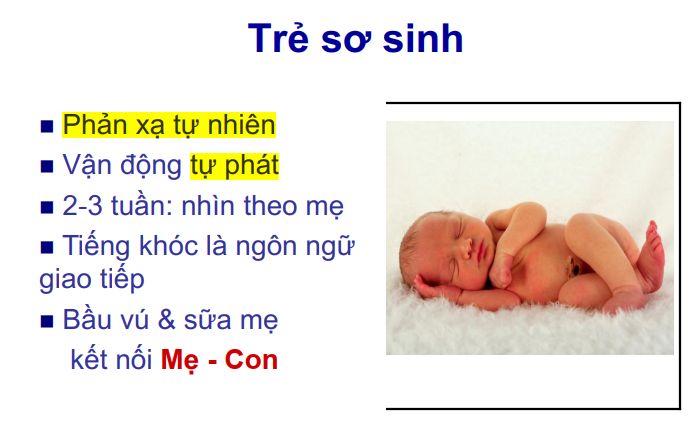 Trẻ sơ sinh
■ Phản xạ tự nhiên
■ Vận động tự phát
■ 2-3 tuần: nhìn theo mẹ
■ Tiếng khóc là ngôn ngữ
giao tiếp
■ Bầu vú & sữa mẹ
kết nối Mẹ - Con